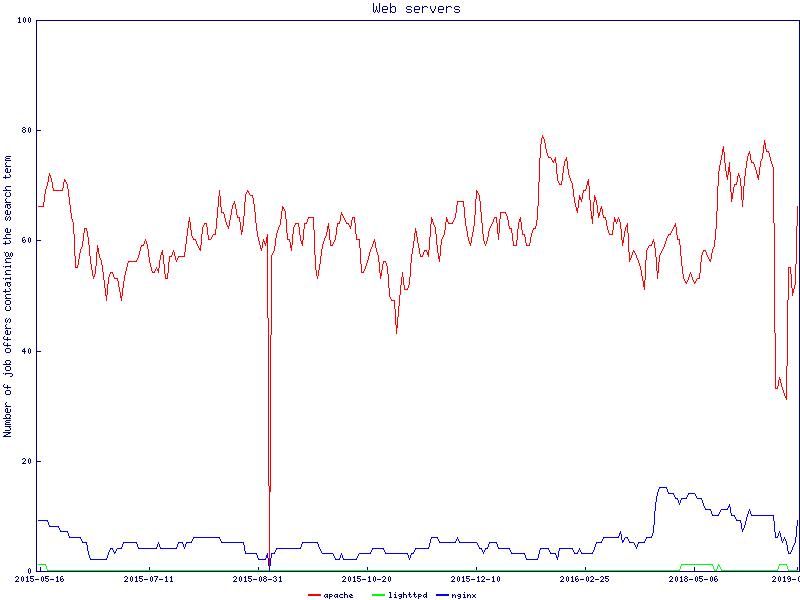 Web servers
Number of job offers containing the search term
100
80
60
40
20
0
2015-05-16 2015-07-11 2015-08-31 2015-10-20 2015-12-10 2016-02-25 2018-05-06 2019-0
apache lighttpd nginx